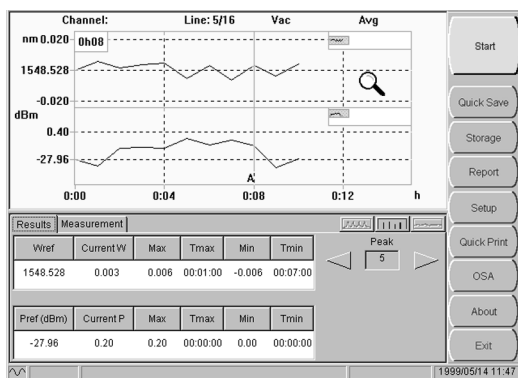 Channel: Line: 5/16 Vac Avg
nm 0.020
0h08
1548.528
-0.020
dBm
0.40
-27.96
A
0:00 0:04 0:08 0:12 h
Start
Quick Save
Storage
Report
Setup
Quick Print
OSA
About
Exit
Results Measurement
Peak
5
Wref Current W Max Tmax Min Tmin
1548.528 0.003 0.006 00:01:00 -0.006 00:07:00
Pref (dBm) Current P Max Tmax Min Tmin
-27.96 0.20 0.20 00:00:00 0.00 00:00:00
1999/05/14 11:47